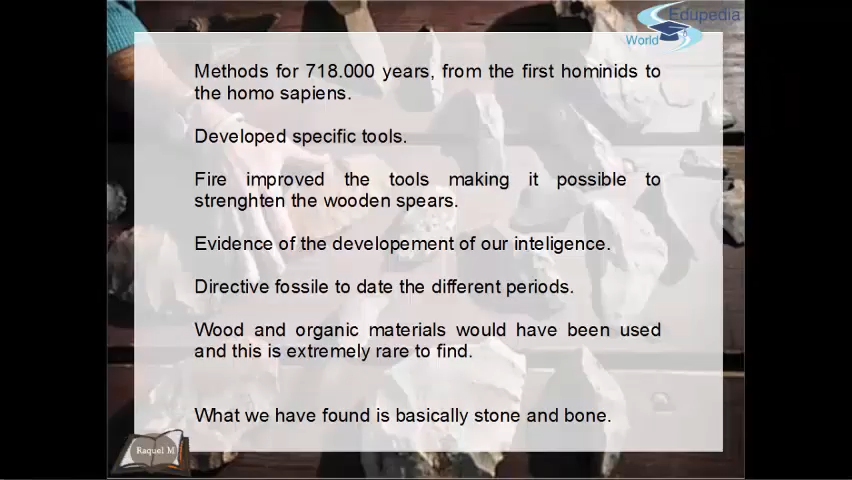 Edupedia
World
Methods for 718.000 years, from the first hominids to
the homo sapiens.
Developed specific tools.
Fire improved the tools making it possible to
strenghten the wooden spears.
Evidence of the developement of our inteligence.
Directive fossile to date the different periods.
Wood and organic materials would have been used
and this is extremely rare to find.
What we have found is basically stone and bone.
Raquel M